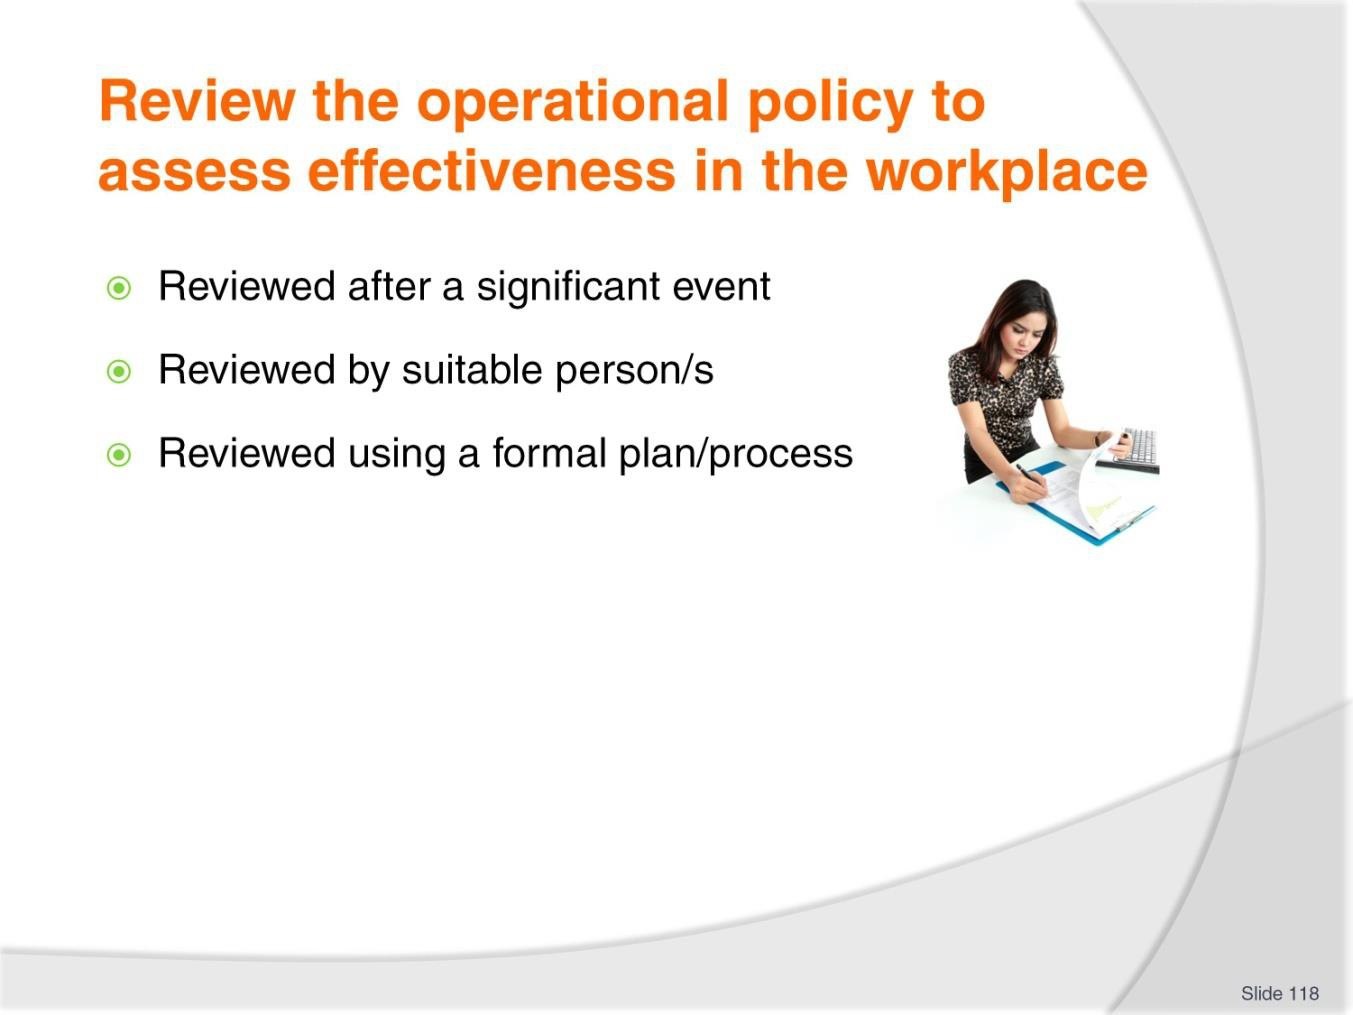 Review the operational policy to
assess effectiveness in the workplace
Reviewed after a significant event
Reviewed by suitable person/s
Reviewed using a formal plan/process
Slide 118